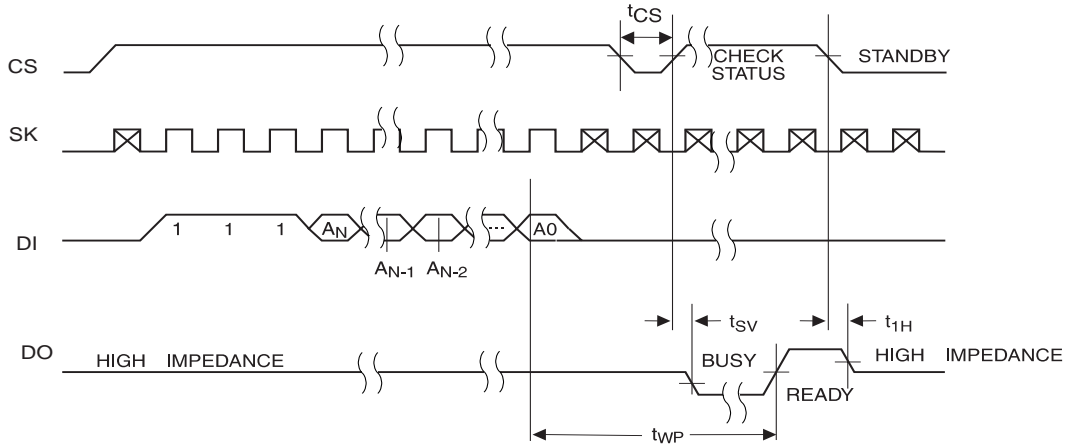 tCS
CS
CHECK
STATUS
STANDBY
SK
DI
1 1 1 AN ... A0
AN-1 AN-2
tSV
t1H
DO
HIGH IMPEDANCE
BUSY
HIGH IMPEDANCE
READY
tWP